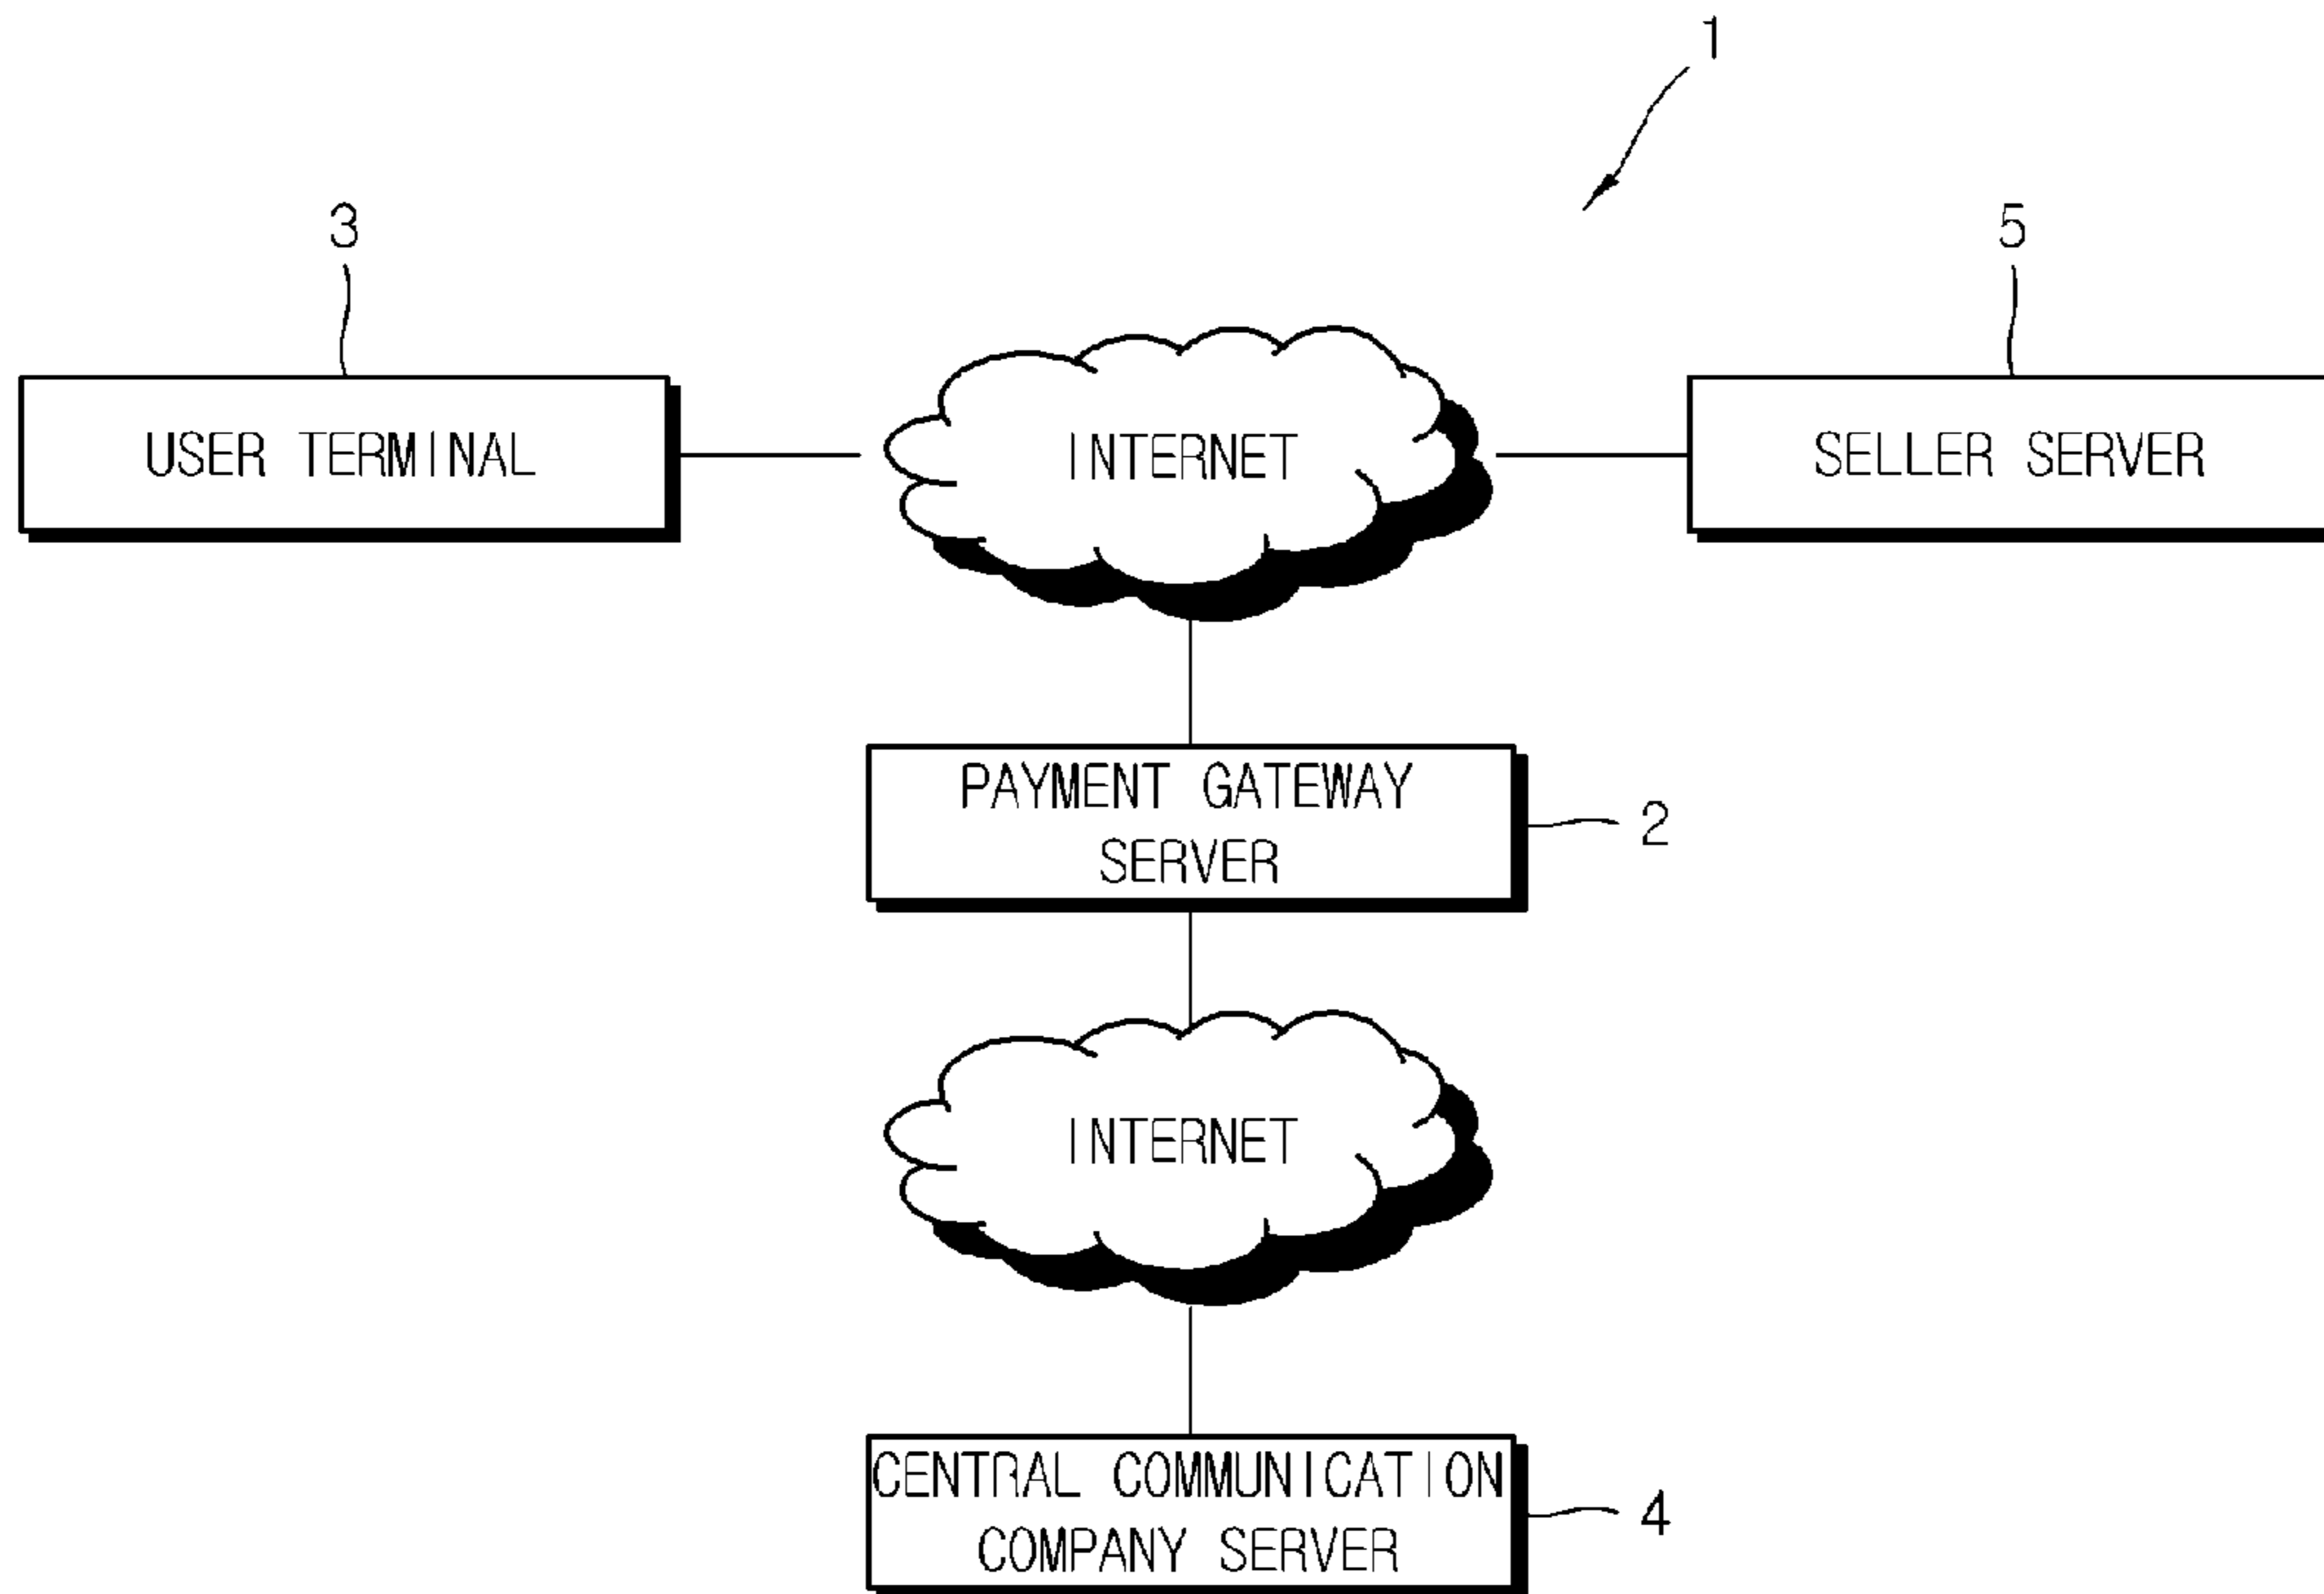 1
3
5
USER TERMINAL
INTERNET
SELLER SERVER
PAYMENT GATEWAY
SERVER
2
INTERNET
CENTRAL COMMUNICATION
COMPANY SERVER
4